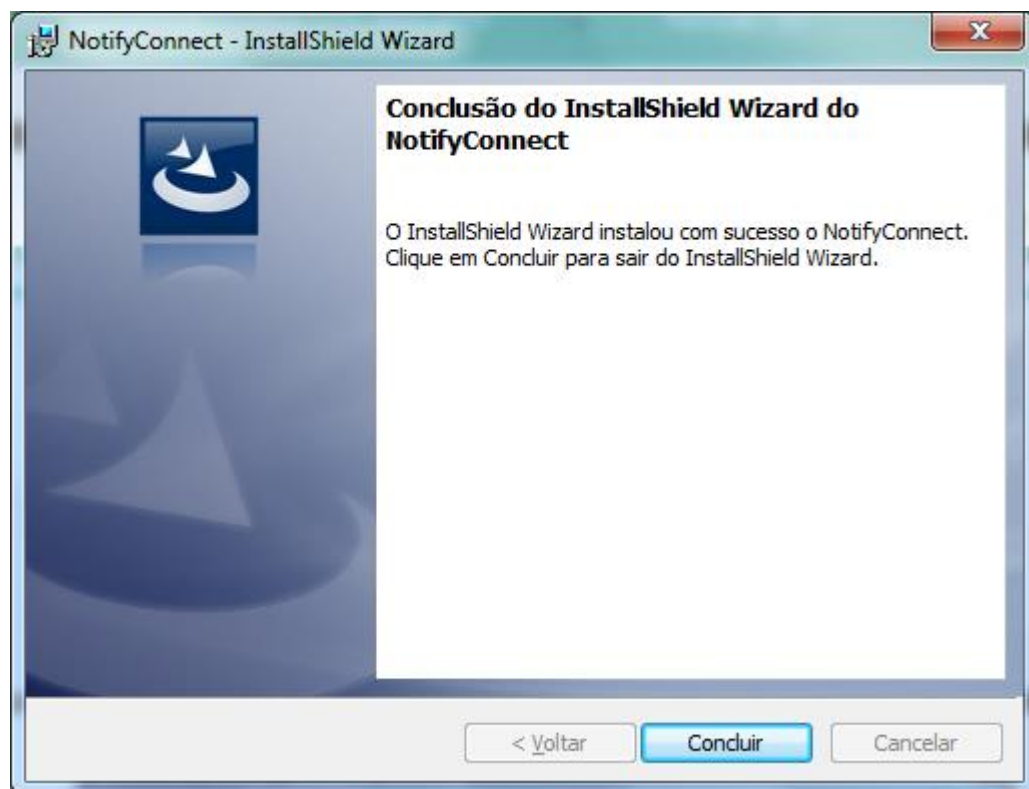 NotifyConnect - InstallShield Wizard
Conclusão do InstallShield Wizard do
NotifyConnect
O InstallShield Wizard instalou com sucesso o NotifyConnect.
Clique em Concluir para sair do InstallShield Wizard.
< Voltar
Concluir
Cancelar